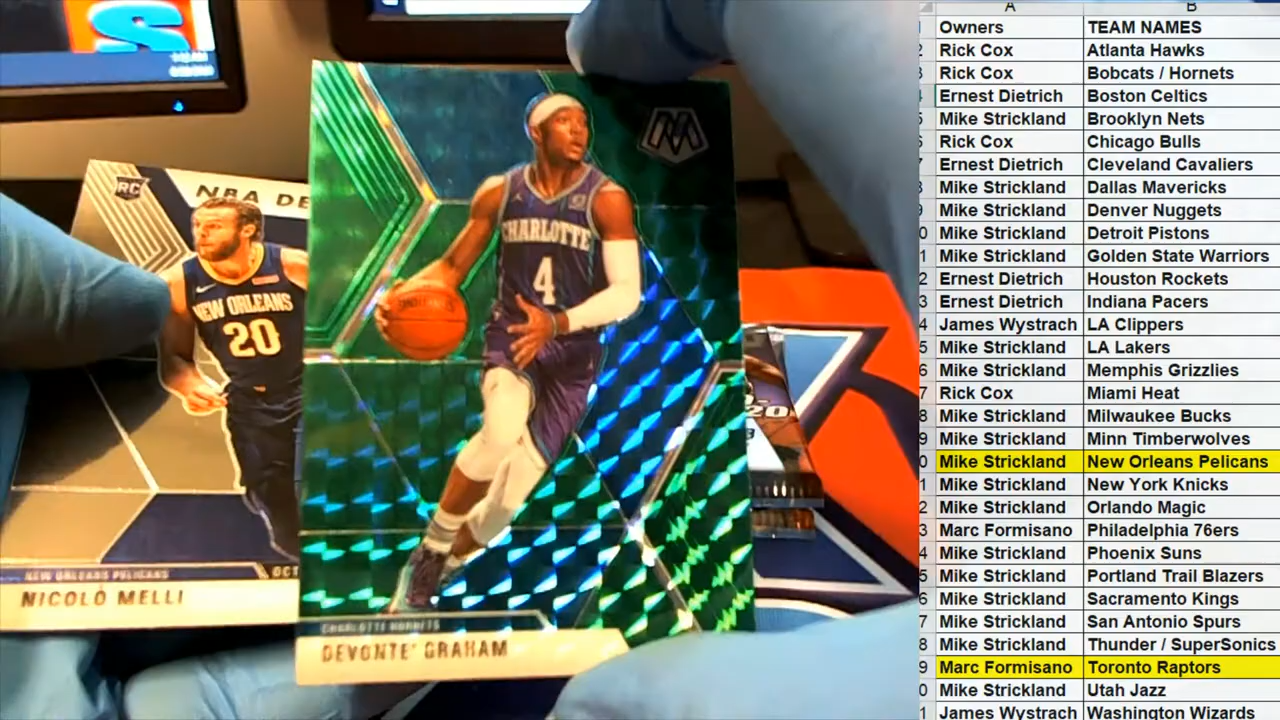 S
RC
NBA DE
NEW ORLEANS
20
NEW ORLEANS PELICANS
OCT
NICOLÒ MELLI
CHARLOTTE
4
CHARLOTTE HORNETS
DEVONTE' GRAHAM
A B
Owners TEAM NAMES
Rick Cox Atlanta Hawks
Rick Cox Bobcats / Hornets
Ernest Dietrich Boston Celtics
Mike Strickland Brooklyn Nets
Rick Cox Chicago Bulls
Ernest Dietrich Cleveland Cavaliers
Mike Strickland Dallas Mavericks
Mike Strickland Denver Nuggets
Mike Strickland Detroit Pistons
Mike Strickland Golden State Warriors
Ernest Dietrich Houston Rockets
Ernest Dietrich Indiana Pacers
James Wystrach LA Clippers
Mike Strickland LA Lakers
Mike Strickland Memphis Grizzlies
Rick Cox Miami Heat
Mike Strickland Milwaukee Bucks
Mike Strickland Minn Timberwolves
Mike Strickland New Orleans Pelicans
Mike Strickland New York Knicks
Mike Strickland Orlando Magic
Marc Formisano Philadelphia 76ers
Mike Strickland Phoenix Suns
Mike Strickland Portland Trail Blazers
Mike Strickland Sacramento Kings
Mike Strickland San Antonio Spurs
Mike Strickland Thunder / SuperSonics
Marc Formisano Toronto Raptors
Mike Strickland Utah Jazz
James Wystrach Washington Wizards